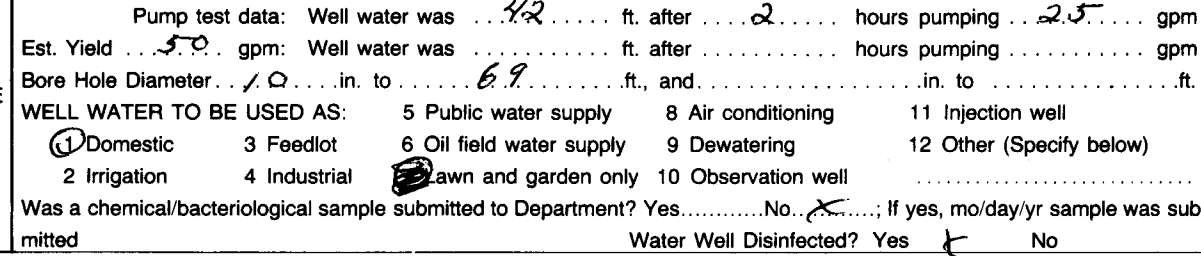 Pump test data: Well water was ...42...... ft. after .....2...... hours pumping ...25..... gpm
Est. Yield ...50.. gpm: Well water was ............ ft. after ............ hours pumping ............ gpm
Bore Hole Diameter...10....in. to ......69.........ft., and.........................in. to ......................ft.
WELL WATER TO BE USED AS: 5 Public water supply 8 Air conditioning 11 Injection well
1 Domestic 3 Feedlot 6 Oil field water supply 9 Dewatering 12 Other (Specify below)
2 Irrigation 4 Industrial Lawn and garden only 10 Observation well ............................
Was a chemical/bacteriological sample submitted to Department? Yes............No..X.....; If yes, mo/day/yr sample was sub
mitted Water Well Disinfected? Yes X No